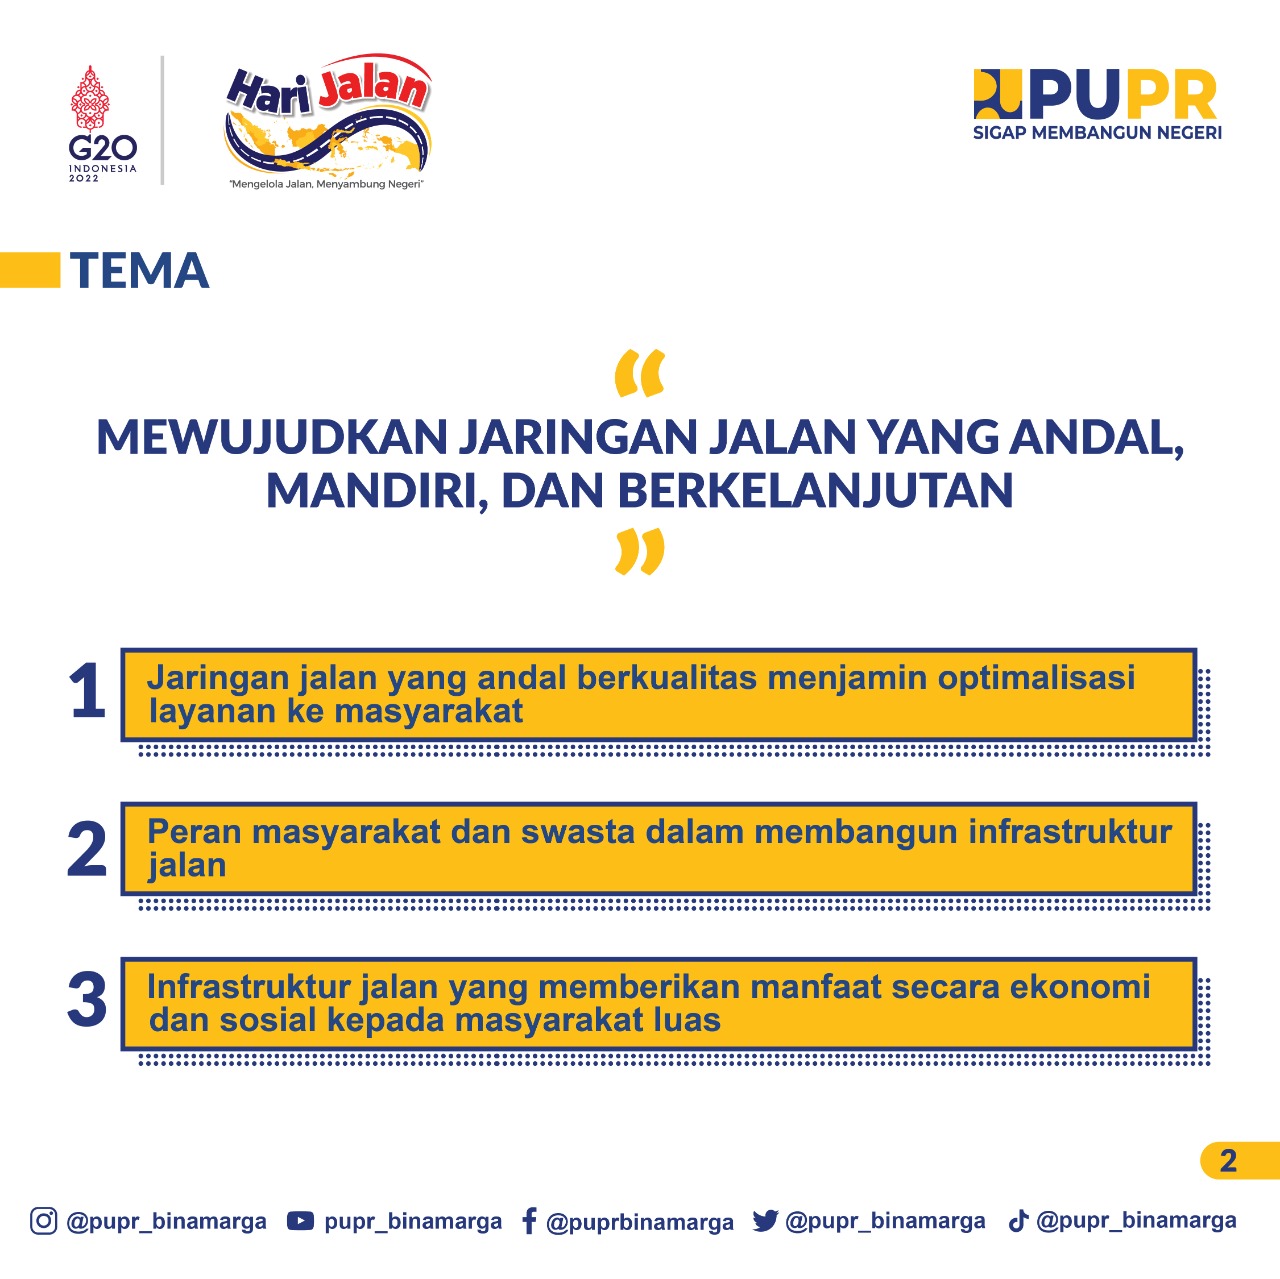 G20
INDONESIA
2022
Hari Jalan
"Mengelola Jalan, Menyambung Negeri"
PUPR
SIGAP MEMBANGUN NEGERI
TEMA
“
MEWUJUDKAN JARINGAN JALAN YANG ANDAL,
MANDIRI, DAN BERKELANJUTAN
”
1
Jaringan jalan yang andal berkualitas menjamin optimalisasi
layanan ke masyarakat
2
Peran masyarakat dan swasta dalam membangun infrastruktur
jalan
3
Infrastruktur jalan yang memberikan manfaat secara ekonomi
dan sosial kepada masyarakat luas
2
@pupr_binamarga pupr_binamarga @puprbinamarga @pupr_binamarga @pupr_binamarga